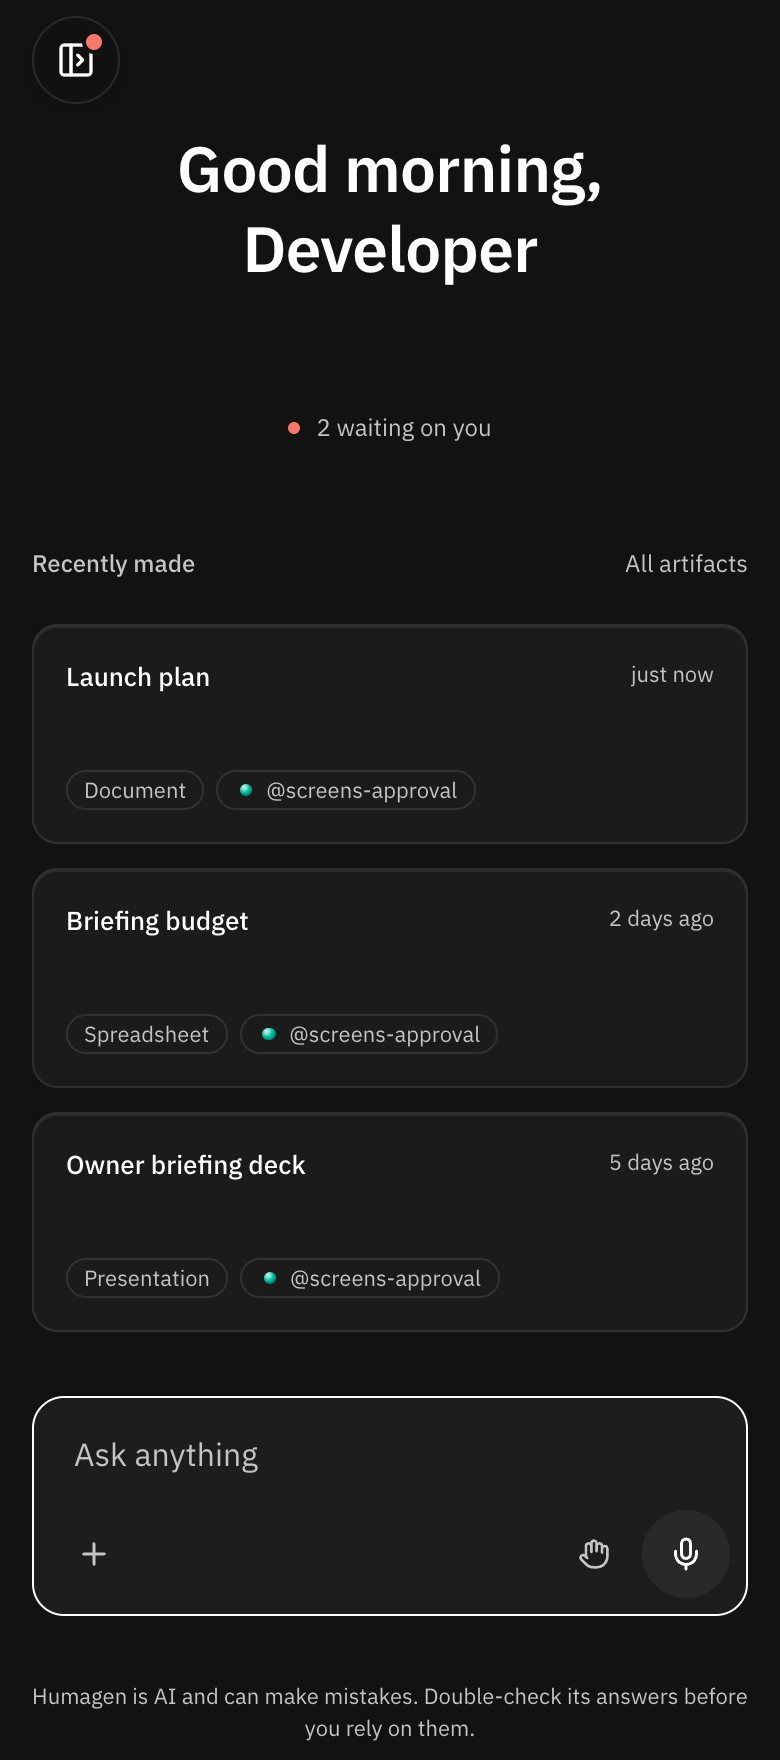 Good morning,
Developer
2 waiting on you
Recently made
All artifacts
Launch plan
just now
Document
@screens-approval
Briefing budget
2 days ago
Spreadsheet
@screens-approval
Owner briefing deck
5 days ago
Presentation
@screens-approval
Ask anything
Humagen is AI and can make mistakes. Double-check its answers before
you rely on them.